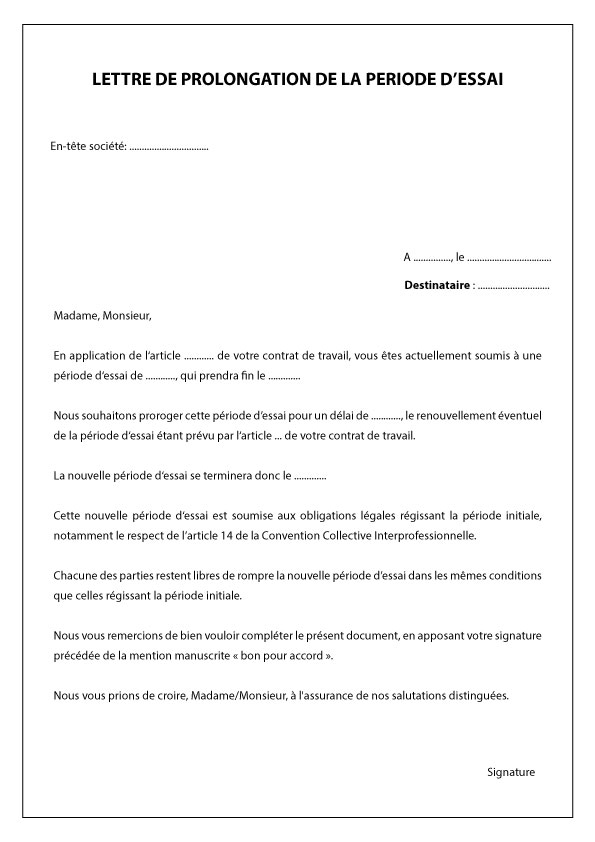 LETTRE DE PROLONGATION DE LA PERIODE D’ESSAI
En-tête société: ................................
A ..............., le ..................................
Destinataire : .............................
Madame, Monsieur,
En application de l’article ............ de votre contrat de travail, vous êtes actuellement soumis à une
période d’essai de ............, qui prendra fin le .............
Nous souhaitons proroger cette période d’essai pour un délai de ............, le renouvellement éventuel
de la période d’essai étant prévu par l’article ... de votre contrat de travail.
La nouvelle période d’essai se terminera donc le .............
Cette nouvelle période d’essai est soumise aux obligations légales régissant la période initiale,
notamment le respect de l’article 14 de la Convention Collective Interprofessionnelle.
Chacune des parties restent libres de rompre la nouvelle période d’essai dans les mêmes conditions
que celles régissant la période initiale.
Nous vous remercions de bien vouloir compléter le présent document, en apposant votre signature
précédée de la mention manuscrite « bon pour accord ».
Nous vous prions de croire, Madame/Monsieur, à l'assurance de nos salutations distinguées.
Signature